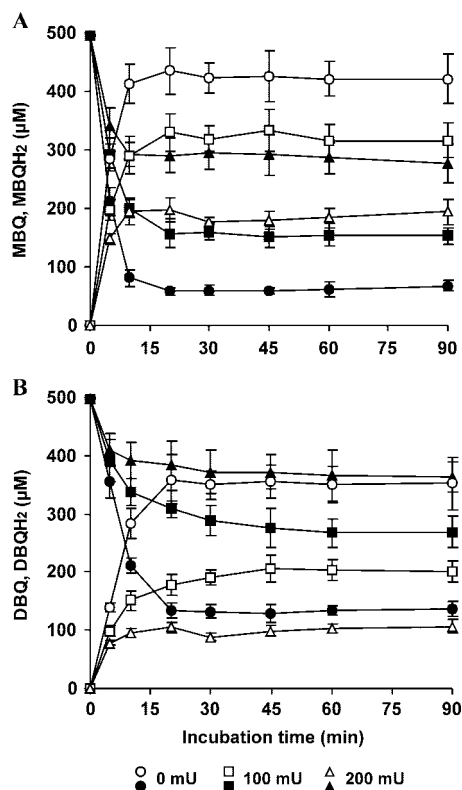 A
MBQ, MBQH2 (μM)
500
400
300
200
100
0
0 15 30 45 60 75 90
B
DBQ, DBQH2 (μM)
500
400
300
200
100
0
0 15 30 45 60 75 90
Incubation time (min)
0 mU 100 mU 200 mU